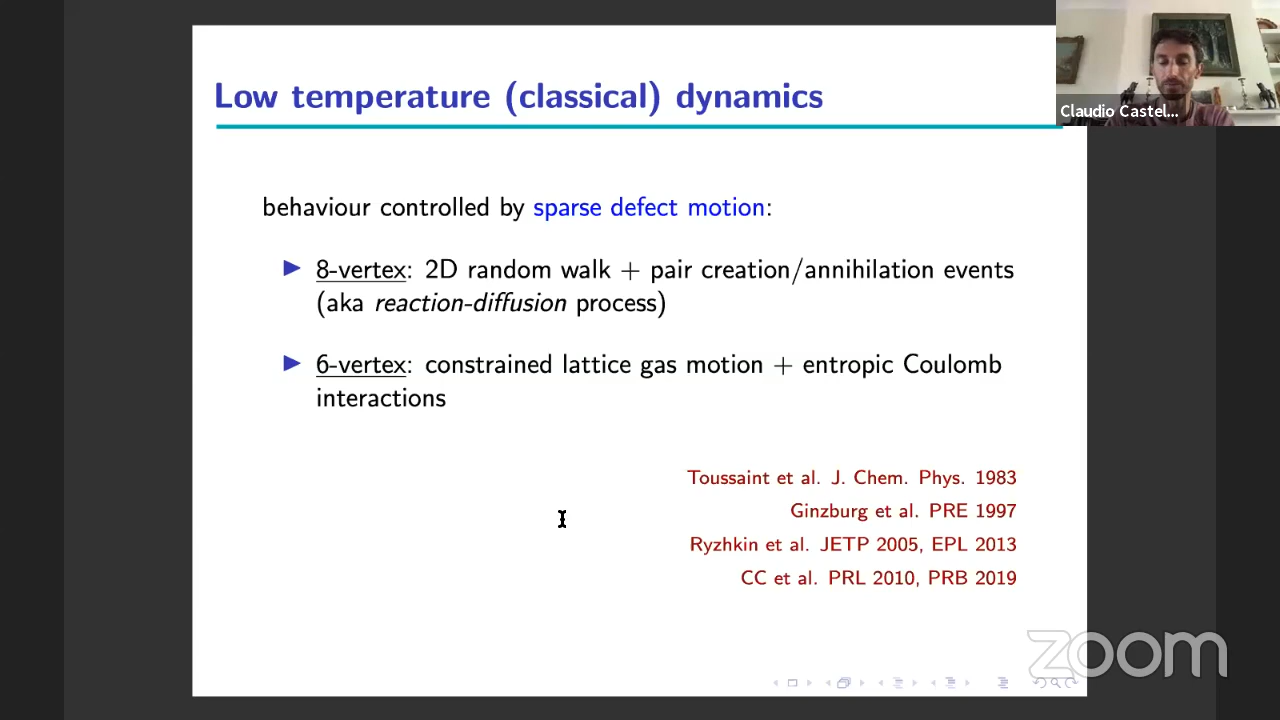 Low temperature (classical) dynamics
Claudio Castel...
behaviour controlled by sparse defect motion:
▶ 8-vertex: 2D random walk + pair creation/annihilation events
(aka reaction-diffusion process)
▶ 6-vertex: constrained lattice gas motion + entropic Coulomb
interactions
Toussaint et al. J. Chem. Phys. 1983
Ginzburg et al. PRE 1997
Ryzhkin et al. JETP 2005, EPL 2013
CC et al. PRL 2010, PRB 2019
zoom